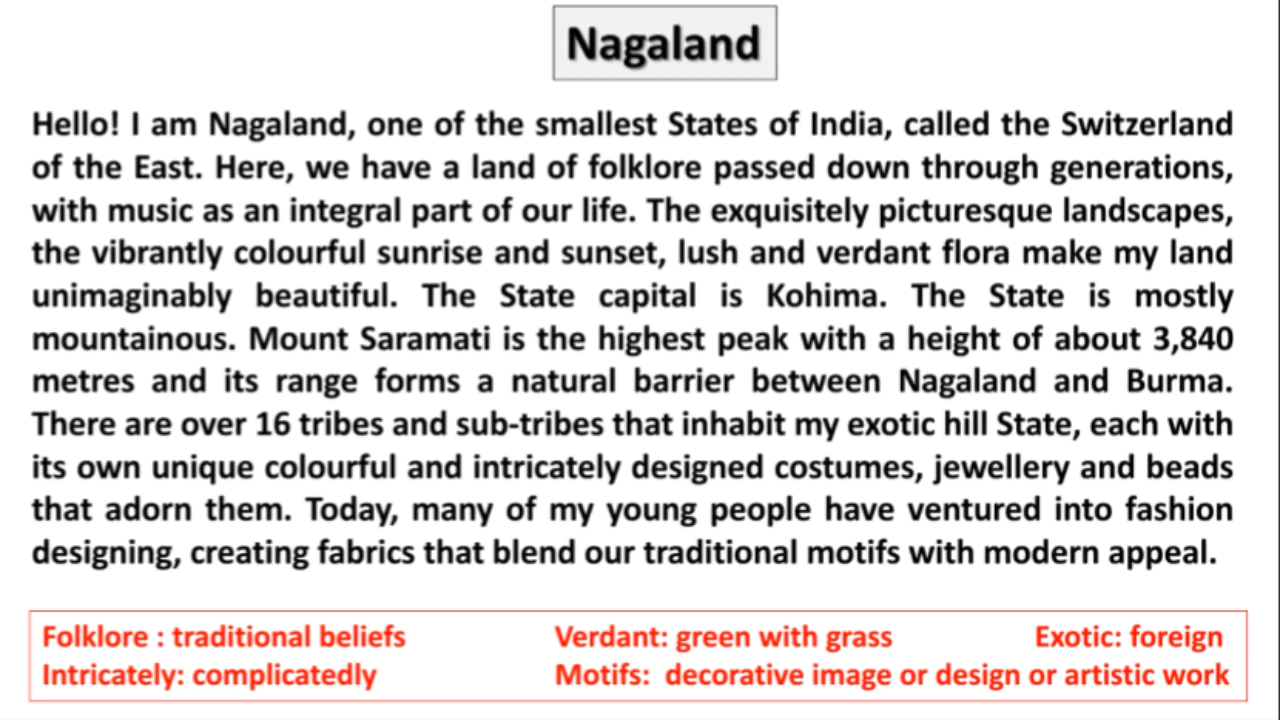 Nagaland
Hello! I am Nagaland, one of the smallest States of India, called the Switzerland
of the East. Here, we have a land of folklore passed down through generations,
with music as an integral part of our life. The exquisitely picturesque landscapes,
the vibrantly colourful sunrise and sunset, lush and verdant flora make my land
unimaginably beautiful. The State capital is Kohima. The State is mostly
mountainous. Mount Saramati is the highest peak with a height of about 3,840
metres and its range forms a natural barrier between Nagaland and Burma.
There are over 16 tribes and sub-tribes that inhabit my exotic hill State, each with
its own unique colourful and intricately designed costumes, jewellery and beads
that adorn them. Today, many of my young people have ventured into fashion
designing, creating fabrics that blend our traditional motifs with modern appeal.
Folklore : traditional beliefs Verdant: green with grass Exotic: foreign
Intricately: complicatedly Motifs: decorative image or design or artistic work